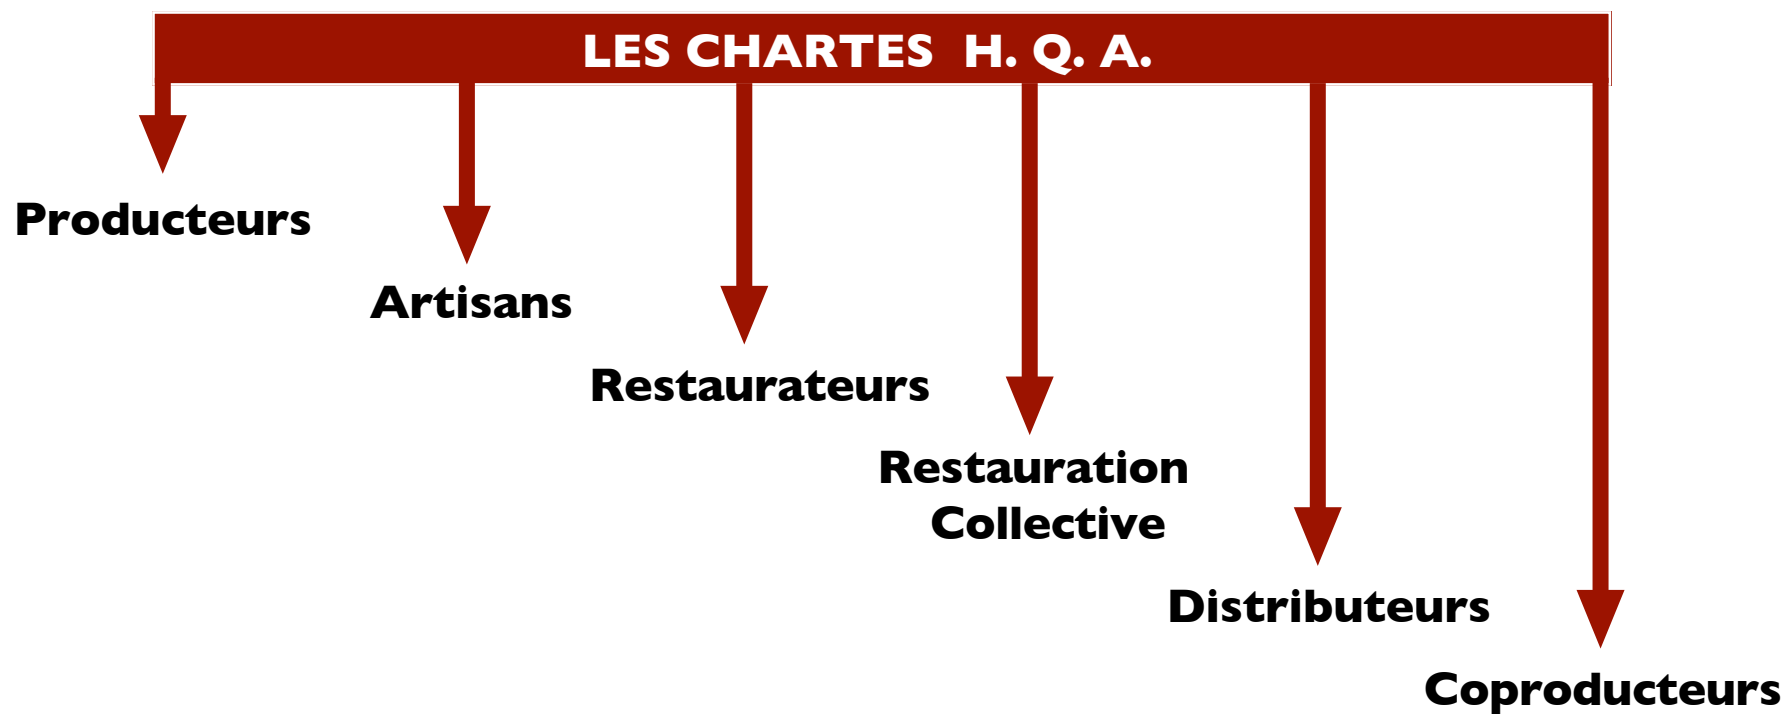 LES CHARTES H. Q. A.
Producteurs
Artisans
Restaurateurs
Restauration
Collective
Distributeurs
Coproducteurs